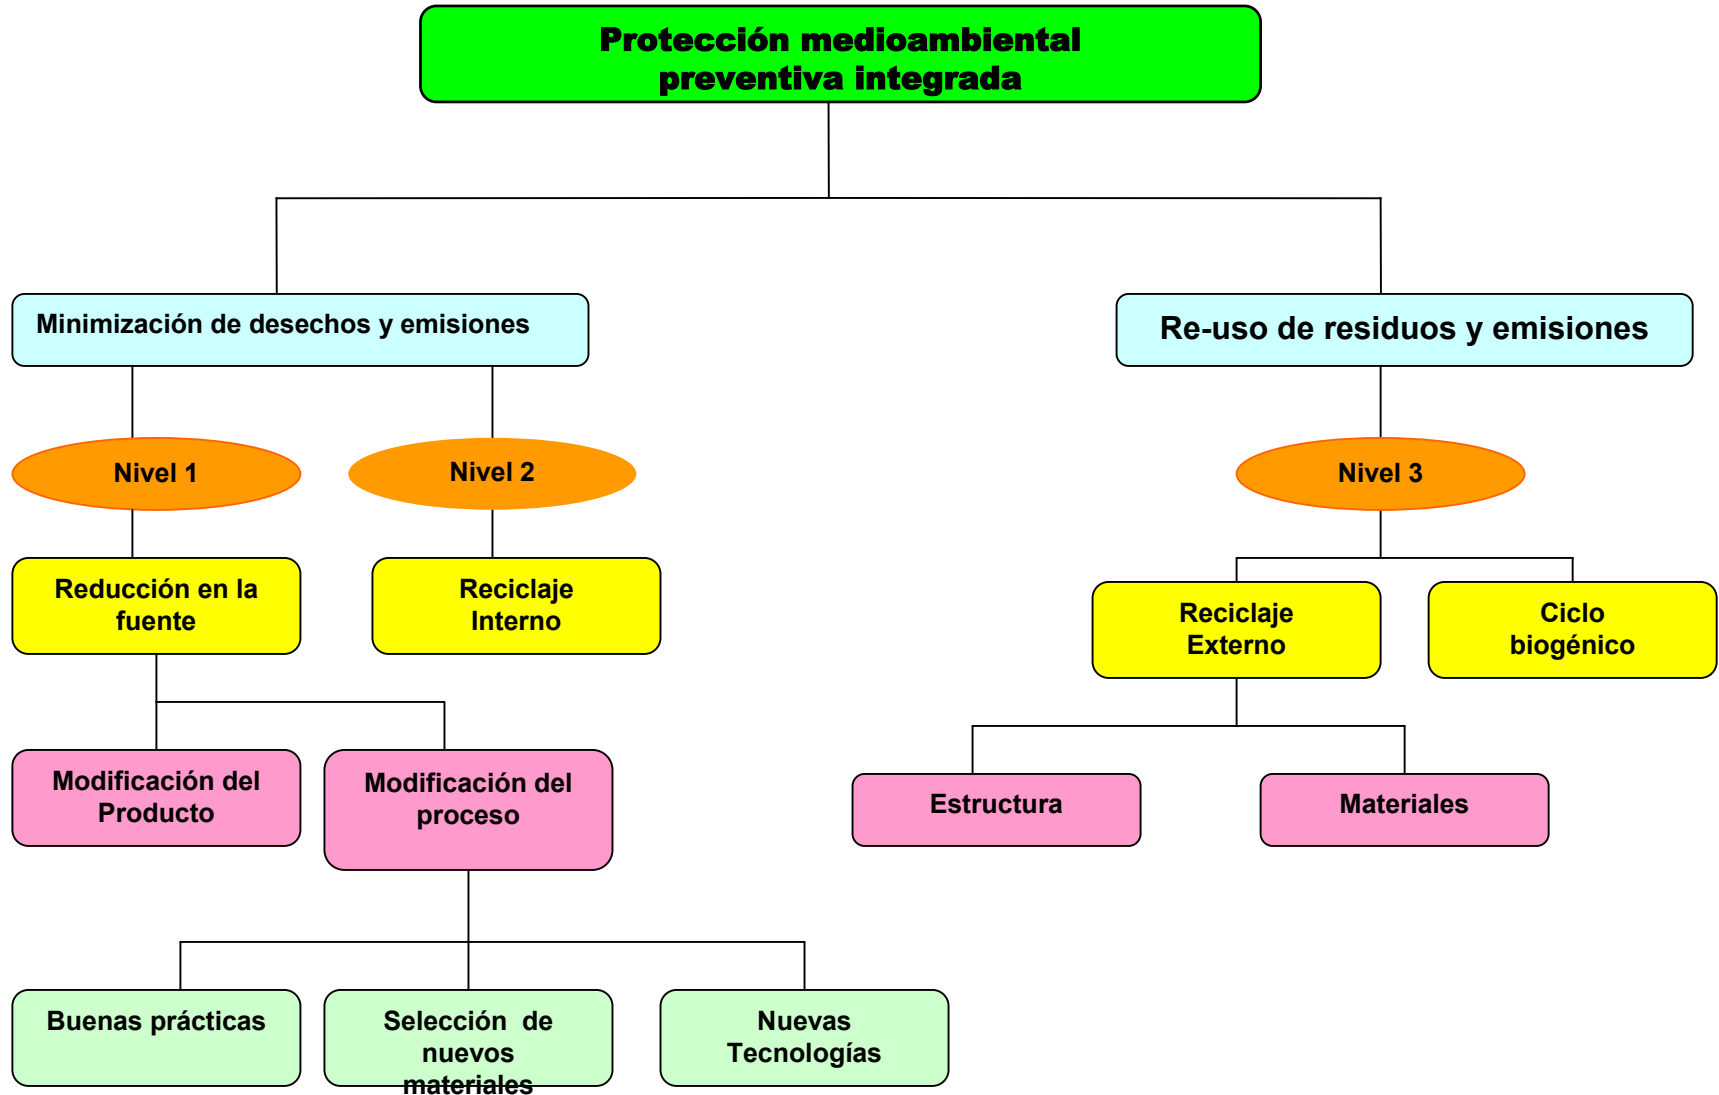 Protección medioambiental
preventiva integrada
Minimización de desechos y emisiones
Re-uso de residuos y emisiones
Nivel 1
Nivel 2
Nivel 3
Reducción en la
fuente
Reciclaje
Interno
Reciclaje
Externo
Ciclo
biogénico
Modificación del
Producto
Modificación del
proceso
Estructura
Materiales
Buenas prácticas
Selección  de
nuevos
materiales
Nuevas
Tecnologías